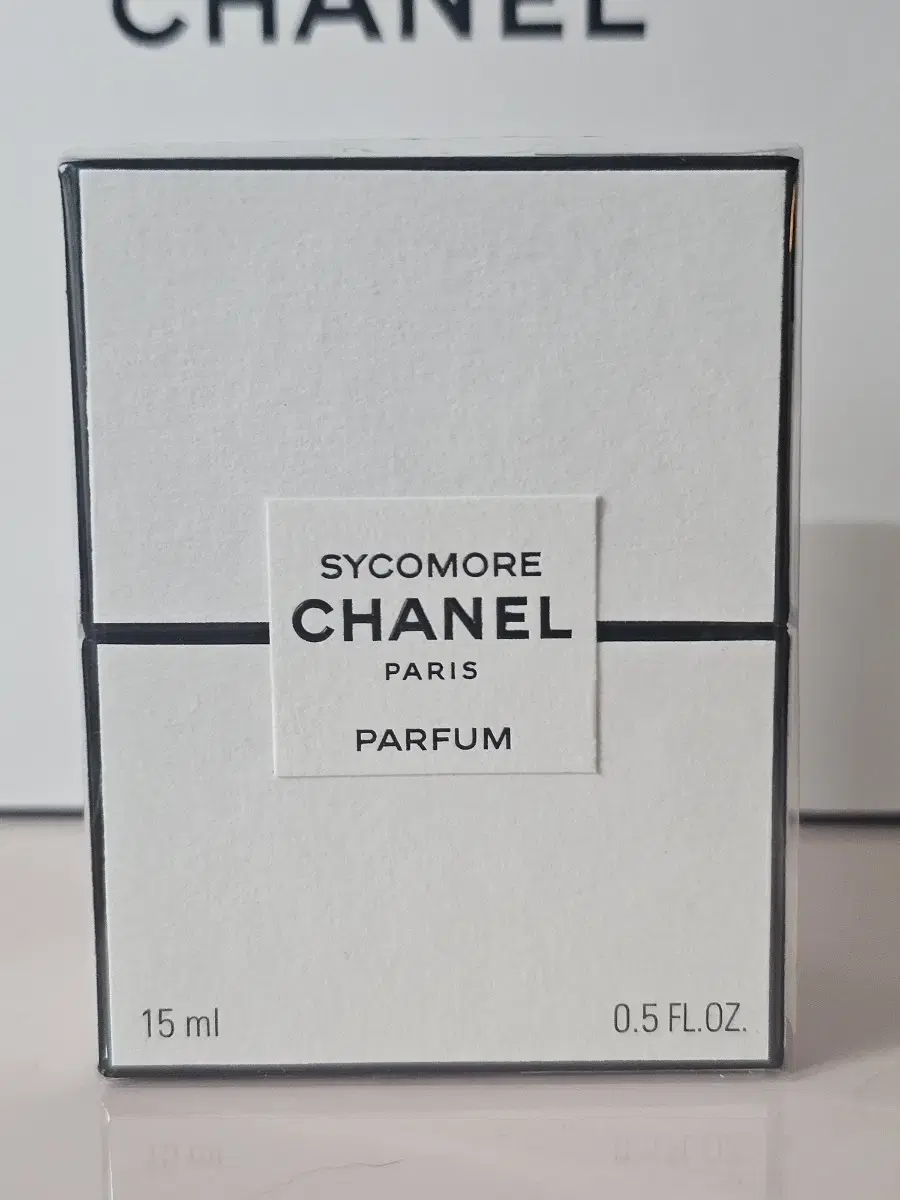 CHANEL
SYCOMORE
CHANEL
PARIS
PARFUM
15 ml 0.5 FL.OZ.